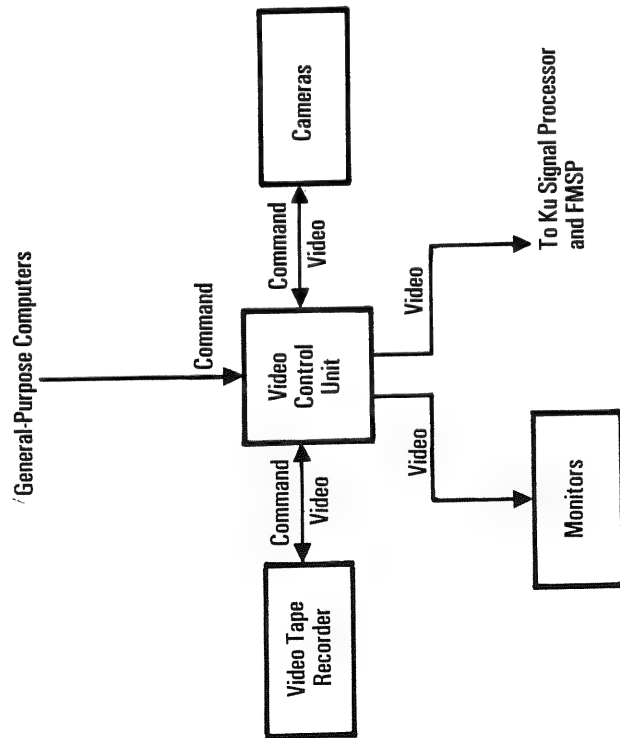 General-Purpose Computers
Command
Video Tape
Recorder
Command
Video
Video
Control
Unit
Command
Video
Cameras
Video
Video
Monitors
To Ku Signal Processor
and FMSP